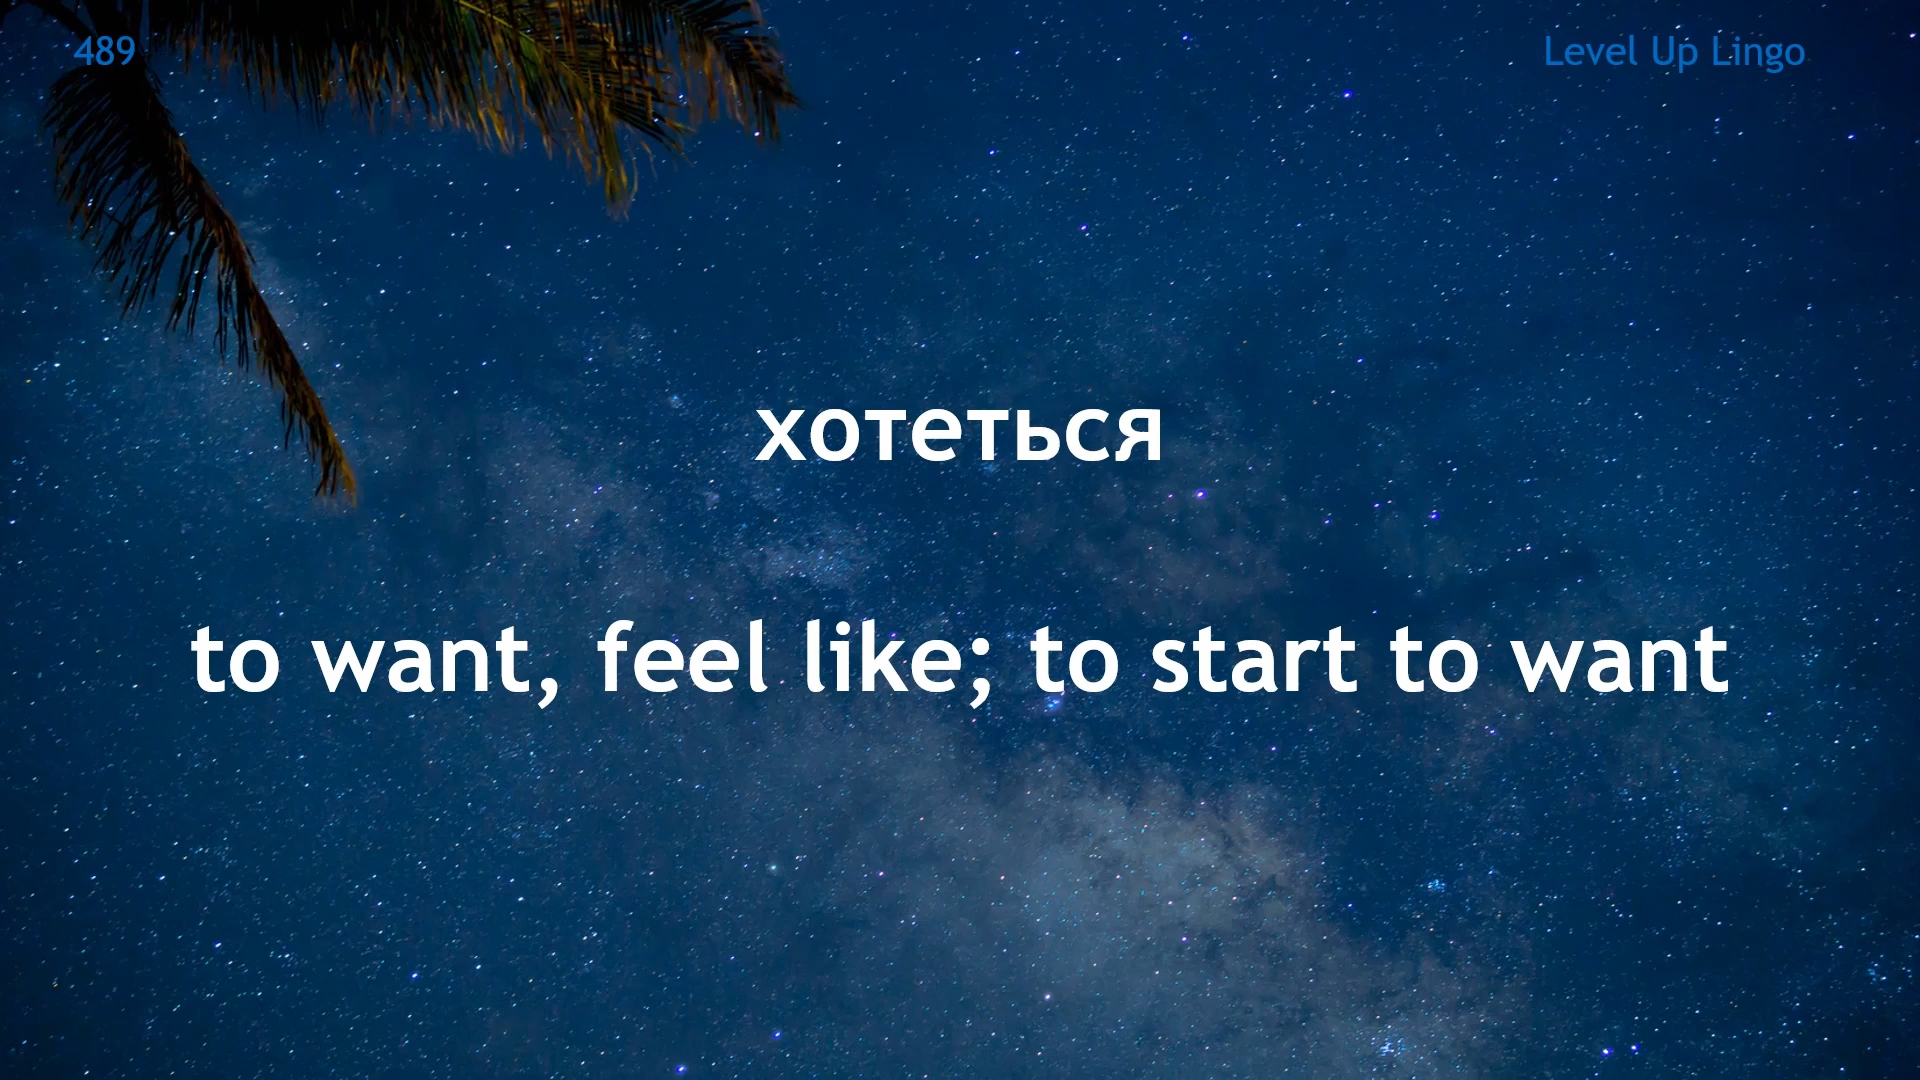 489
Level Up Lingo
хотеться
to want, feel like; to start to want